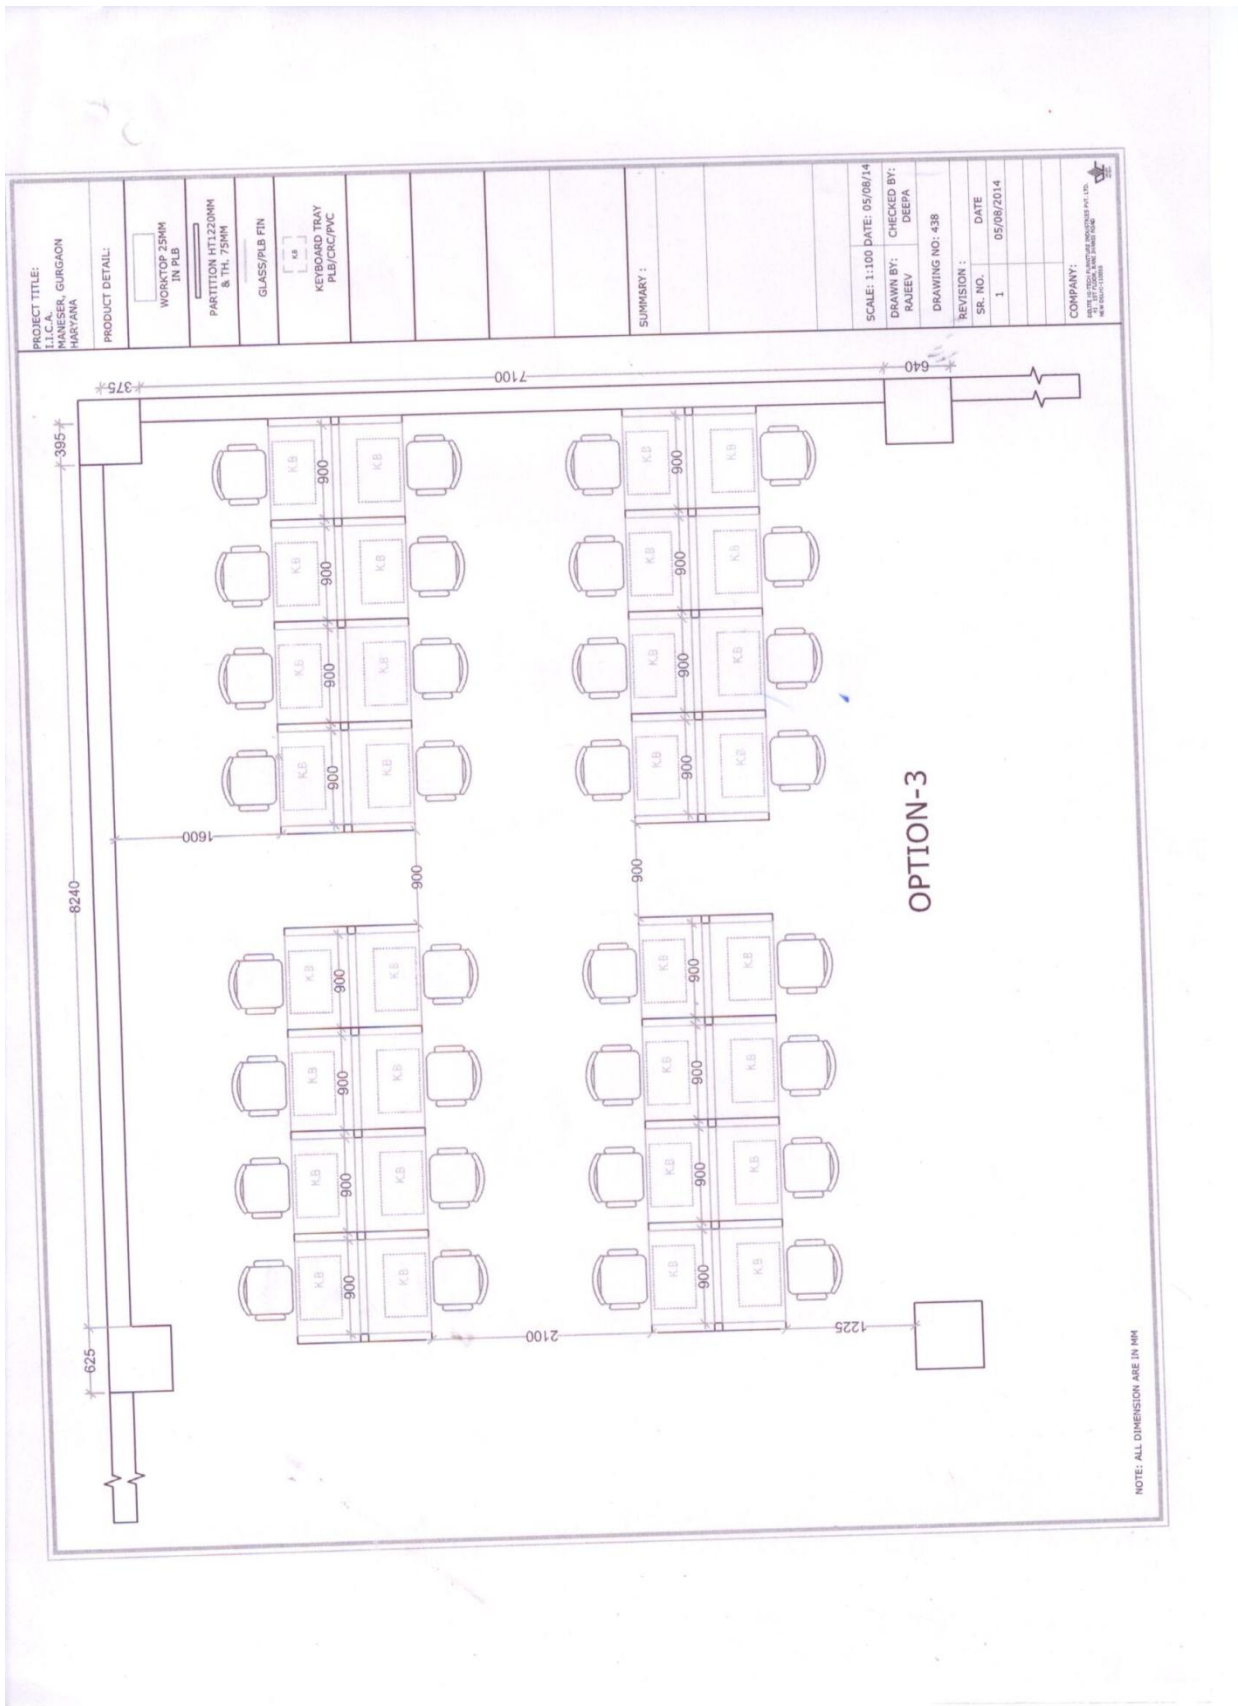 PROJECT TITLE:
I.I.C.A.
MANESER, GURGAON
HARYANA
PRODUCT DETAIL:
WORKTOP 25MM
IN PLB
PARTITION HT1220MM
& TH. 75MM
GLASS/PLB FIN
K.B
KEYBOARD TRAY
PLB/CRC/PVC
SUMMARY :
SCALE: 1:100 DATE: 05/08/14
DRAWN BY: CHECKED BY:
RAJEEV DEEPA
DRAWING NO: 438
REVISION :
SR. NO. DATE
1 05/08/2014
COMPANY:
625
8240
395
375
7100
640
1600
K.B K.B K.B K.B K.B K.B K.B K.B
900 900 900 900 900 900 900 900
K.B K.B K.B K.B K.B K.B K.B K.B
900
2100
900
K.B K.B K.B K.B K.B K.B K.B K.B
900 900 900 900 900 900 900 900
K.B K.B K.B K.B K.B K.B K.B K.B
1225
OPTION-3
NOTE: ALL DIMENSION ARE IN MM